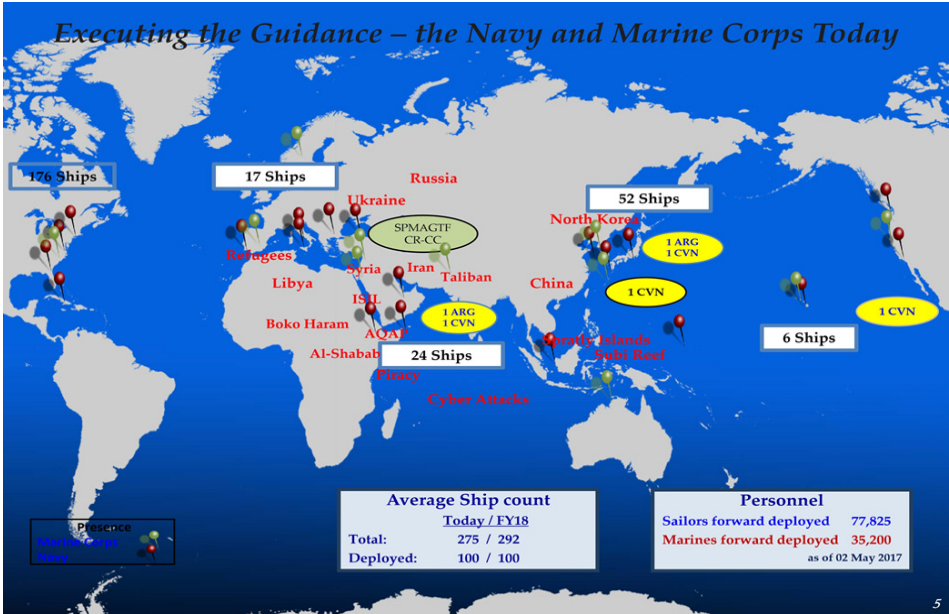 Executing the Guidance – the Navy and Marine Corps Today
176 Ships
17 Ships
Russia
52 Ships
Ukraine
North Korea
SPMAGTF
CR-CC
1 ARG
1 CVN
Refugees
Syria
Iran
Taliban
Libya
China
1 CVN
ISIL
1 ARG
1 CVN
1 CVN
Boko Haram
AQAP
6 Ships
Spratly Islands
Al-Shabab
24 Ships
Subi Reef
Piracy
Cyber Attacks
Presence
Marine Corps
Navy
Average Ship count
Today / FY18
Total: 275 / 292
Deployed: 100 / 100
Personnel
Sailors forward deployed 77,825
Marines forward deployed 35,200
as of 02 May 2017
5